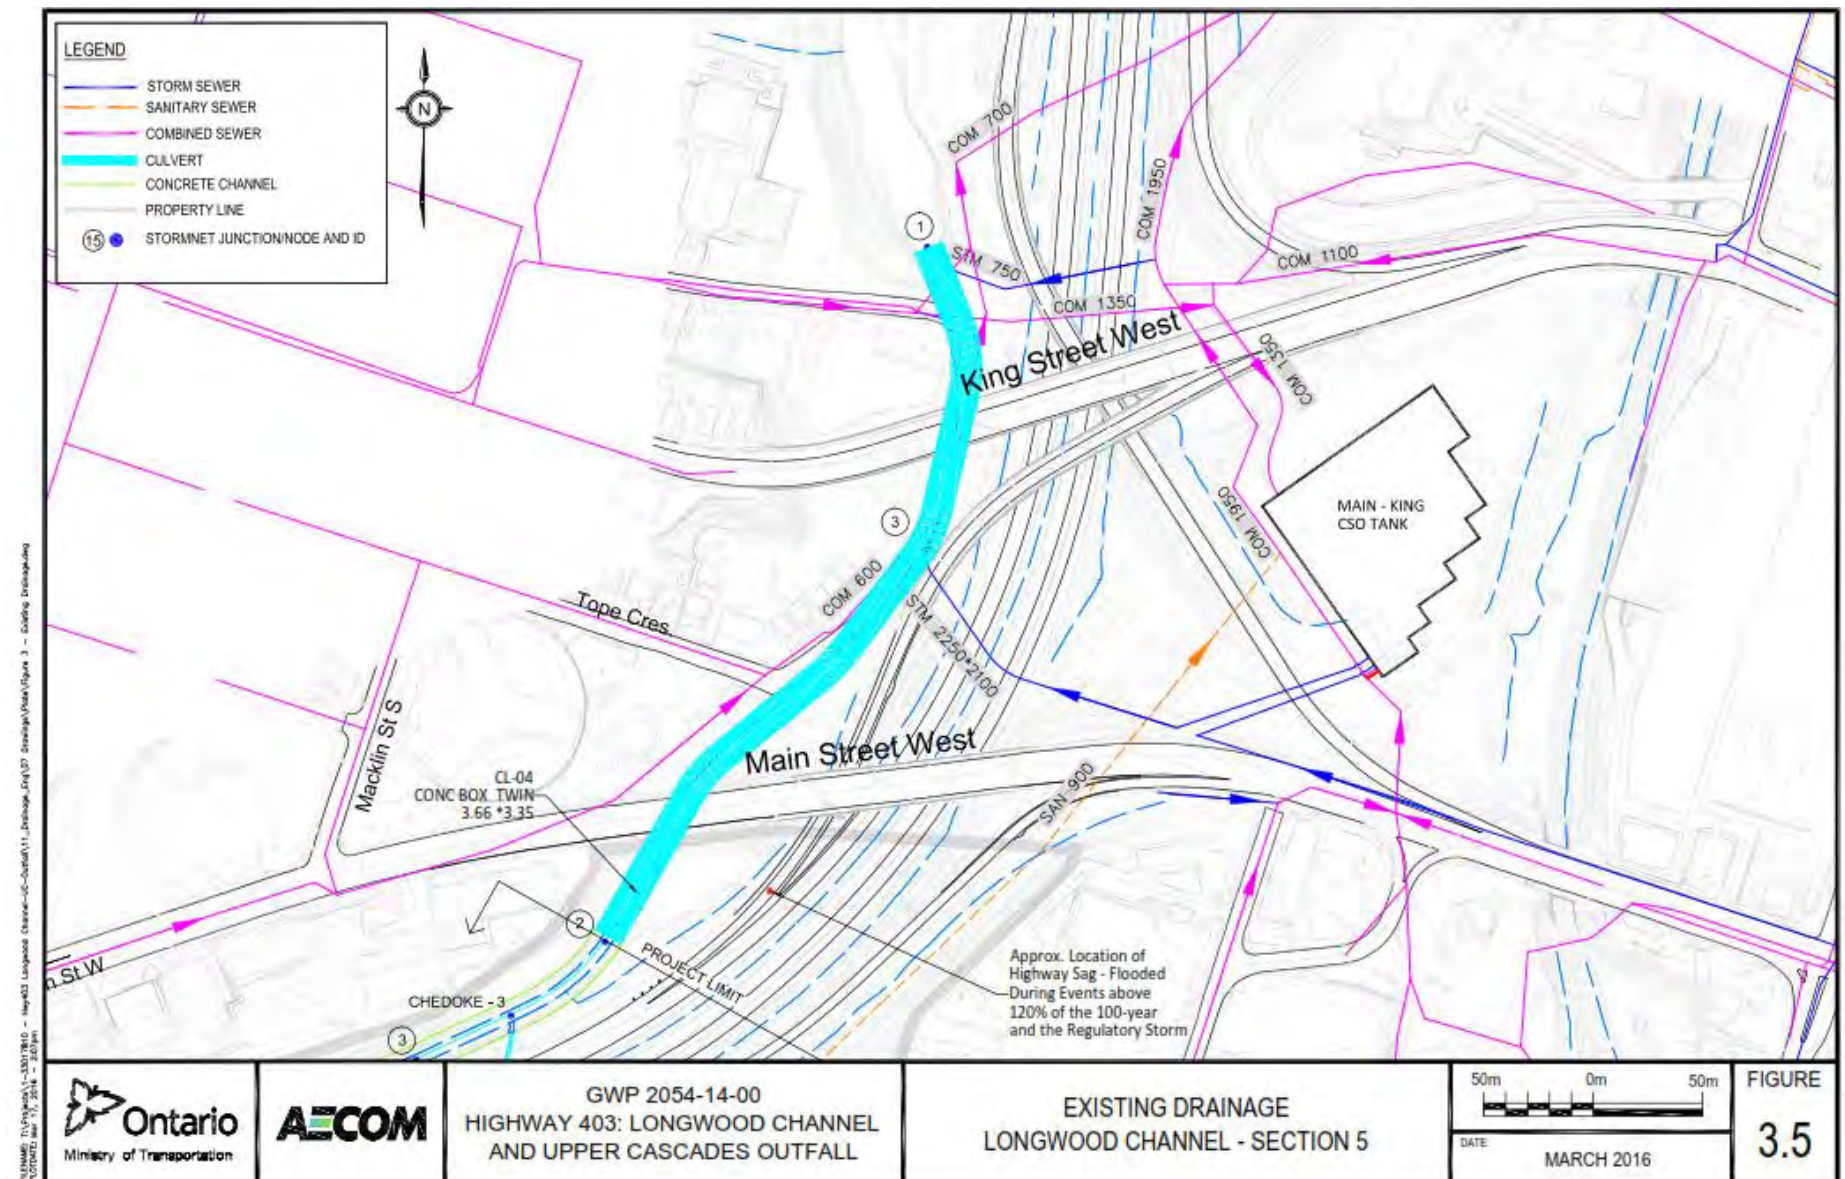 LEGEND
STORM SEWER
SANITARY SEWER
COMBINED SEWER
CULVERT
CONCRETE CHANNEL
PROPERTY LINE
15 STORMNET JUNCTION/NODE AND ID
N
COM 700
COM 1950
1
STM 750
COM 1100
COM 1350
King Street West
COM 1350
MAIN - KING
CSO TANK
COM 1950
3
COM 600
Tope Cres.
STM 2250*2100
Macklin St S
Main Street West
CL-04
CONC BOX TWIN
3.66 *3.35
SAN 900
2
PROJECT LIMIT
n St W
CHEDOKE - 3
3
Approx. Location of
Highway Sag - Flooded
During Events above
120% of the 100-year
and the Regulatory Storm
Ontario
Ministry of Transportation
AECOM
GWP 2054-14-00
HIGHWAY 403: LONGWOOD CHANNEL
AND UPPER CASCADES OUTFALL
EXISTING DRAINAGE
LONGWOOD CHANNEL - SECTION 5
50m 0m 50m
DATE:
MARCH 2016
FIGURE
3.5